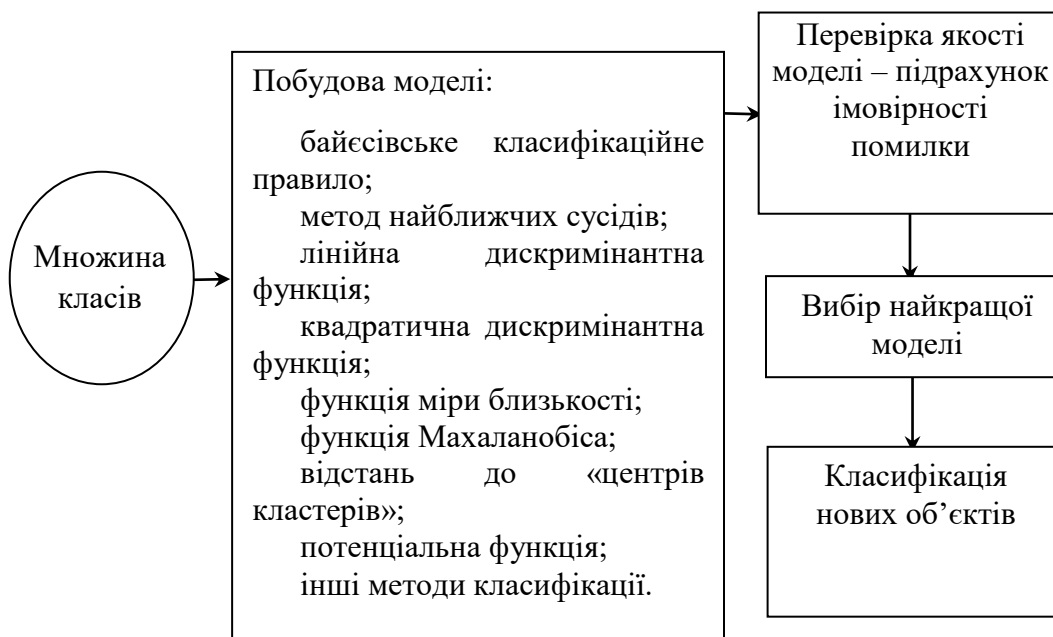 Множина
класів
Побудова моделі:
байєсівське класифікаційне
правило;
метод найближчих сусідів;
лінійна дискримінантна
функція;
квадратична дискримінантна
функція;
функція міри близькості;
функція Махаланобіса;
відстань до «центрів
кластерів»;
потенціальна функція;
інші методи класифікації.
Перевірка якості
моделі – підрахунок
імовірності
помилки
Вибір найкращої
моделі
Класифікація
нових об’єктів